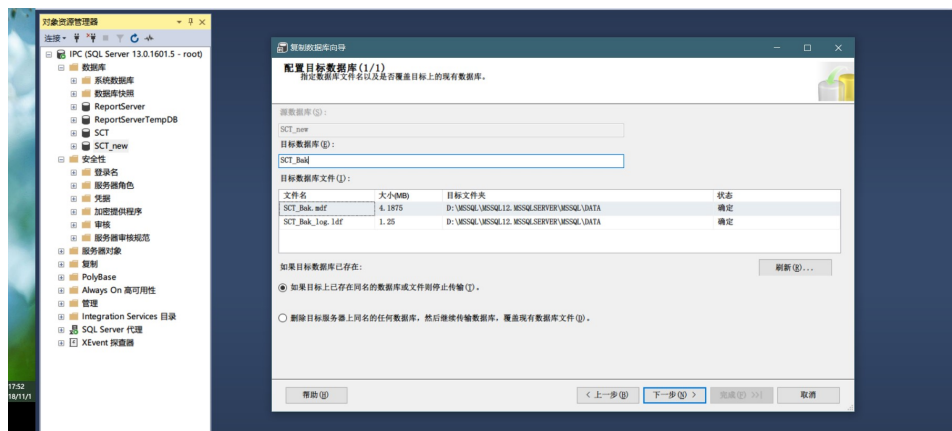 对象资源管理器
连接
IPC (SQL Server 13.0.1601.5 - root)
数据库
系统数据库
数据库快照
ReportServer
ReportServerTempDB
SCT
SCT_new
安全性
登录名
服务器角色
凭据
加密提供程序
审核
服务器审核规范
服务器对象
复制
PolyBase
Always On 高可用性
管理
Integration Services 目录
SQL Server 代理
XEvent 探查器
17:52
18/11/1
复制数据库向导
配置目标数据库(1/1)
指定数据库文件名以及是否覆盖目标上的现有数据库。
源数据库(S):
SCT_new
目标数据库(E):
SCT_Bak
目标数据库文件(I):
文件名 大小(MB) 目标文件夹 状态
SCT_Bak.mdf 4.1875 D:\MSSQL\MSSQL12.MSSQLSERVER\MSSQL\DATA 确定
SCT_Bak_log.ldf 1.25 D:\MSSQL\MSSQL12.MSSQLSERVER\MSSQL\DATA 确定
如果目标数据库已存在:
刷新(R)...
如果目标上已存在同名的数据库或文件则停止传输(T)。
删除目标服务器上同名的任何数据库，然后继续传输数据库，覆盖现有数据库文件(D)。
帮助(H) < 上一步(B) 下一步(N) > 完成(F) >>| 取消